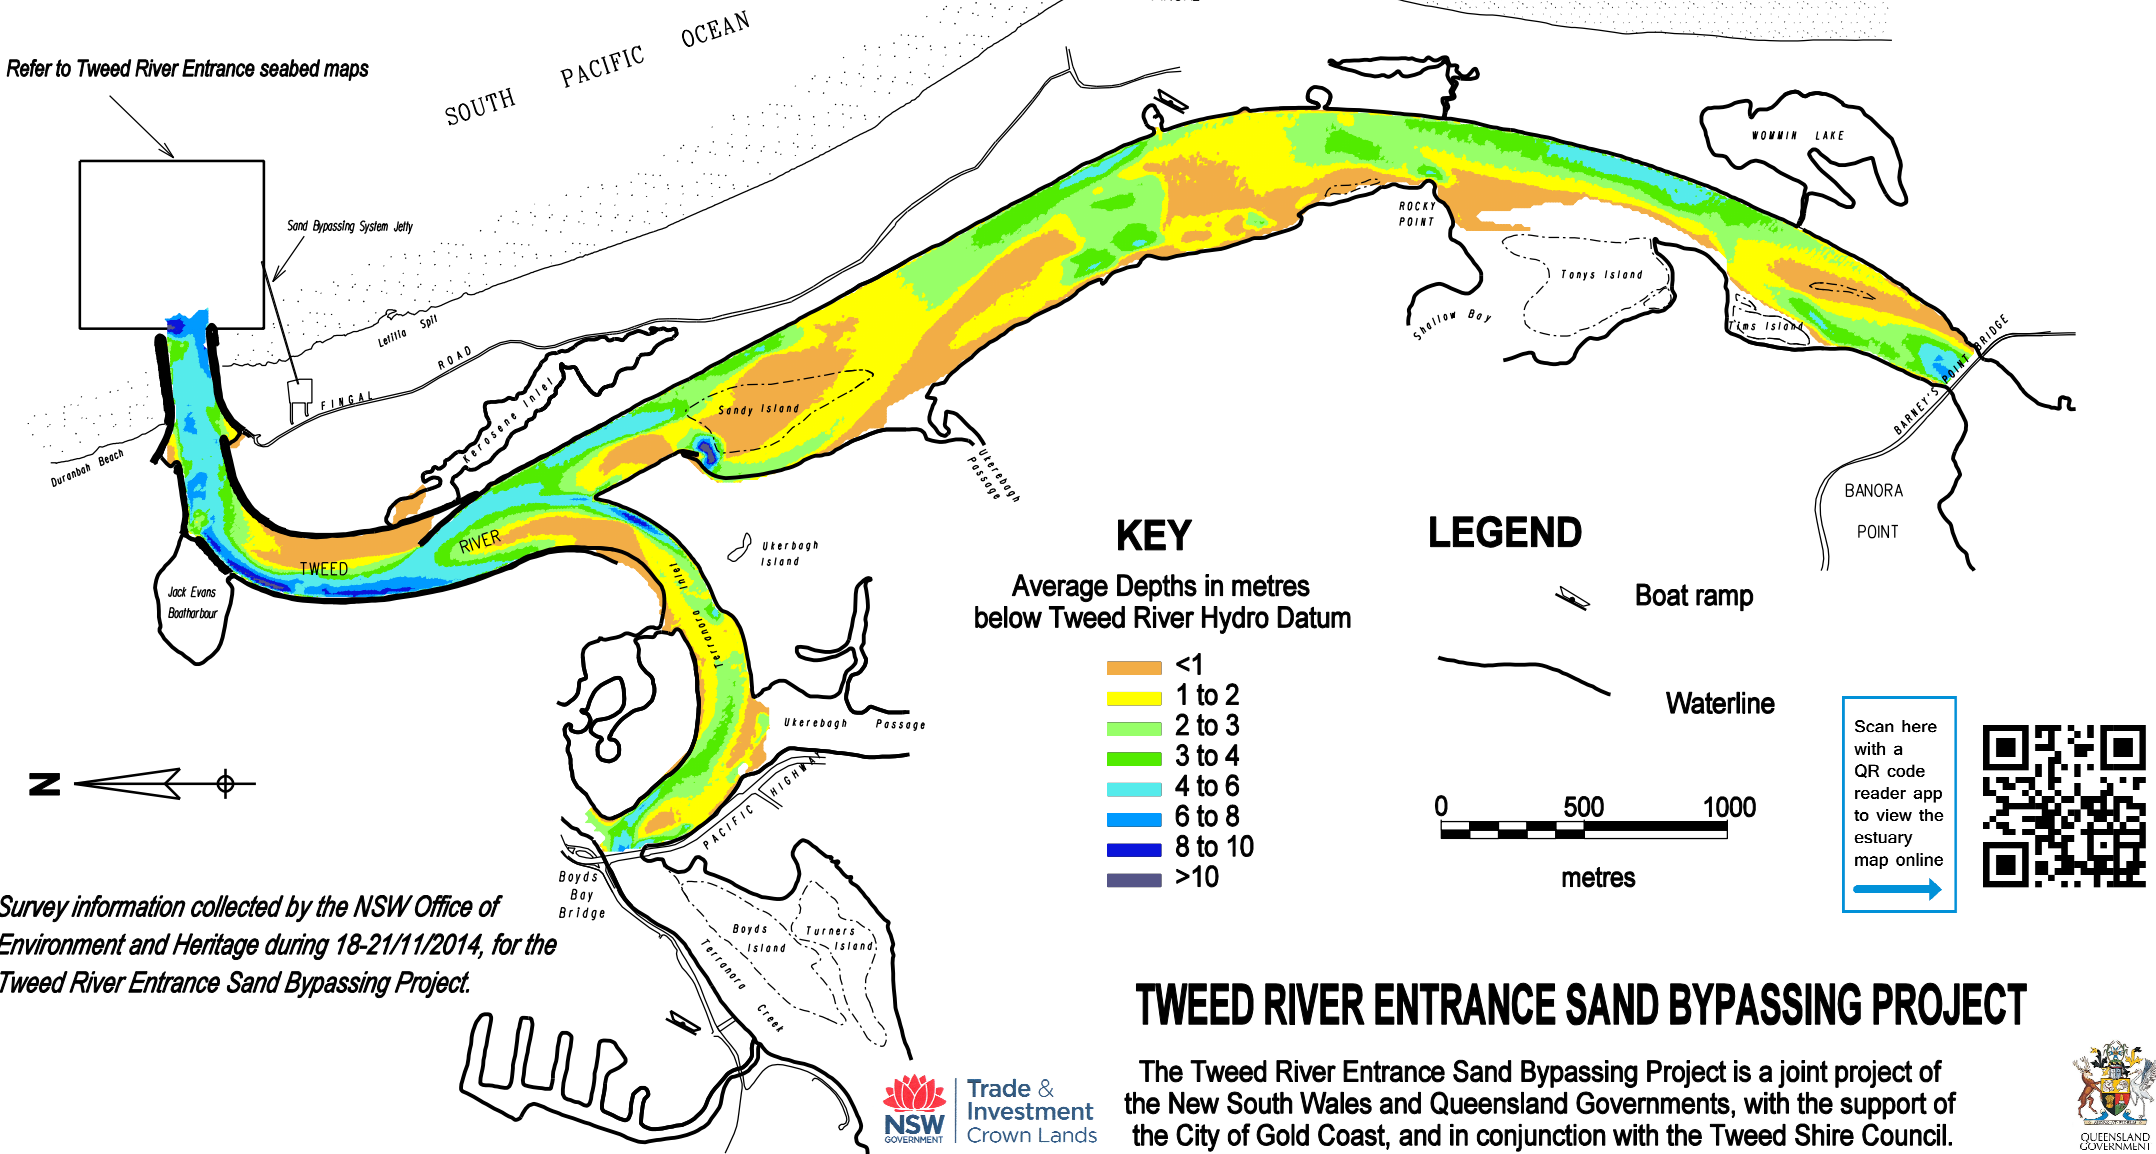 SOUTH PACIFIC OCEAN
Refer to Tweed River Entrance seabed maps
Sand Bypassing System Jetty
Letitia Spit
FINGAL ROAD
Kerosene Inlet
Duranbah Beach
Jack Evans
Boatharbour
TWEED RIVER
Sandy Island
Ukerebagh
Passage
Ukerbagh
Island
Terranora Inlet
Ukerebagh Passage
PACIFIC HIGHWAY
Boyds
Bay
Bridge
Boyds
Island
Turners
Island
Terranora Creek
WOMMIN LAKE
ROCKY
POINT
Shallow Bay
Tonys Island
Tims Island
BARNEY'S POINT BRIDGE
BANORA
POINT
N
KEY
Average Depths in metres
below Tweed River Hydro Datum
<1
1 to 2
2 to 3
3 to 4
4 to 6
6 to 8
8 to 10
>10
LEGEND
Boat ramp
Waterline
0 500 1000
metres
Scan here
with a
QR code
reader app
to view the
estuary
map online
Survey information collected by the NSW Office of
Environment and Heritage during 18-21/11/2014, for the
Tweed River Entrance Sand Bypassing Project.
TWEED RIVER ENTRANCE SAND BYPASSING PROJECT
The Tweed River Entrance Sand Bypassing Project is a joint project of
the New South Wales and Queensland Governments, with the support of
the City of Gold Coast, and in conjunction with the Tweed Shire Council.
NSW
GOVERNMENT
Trade &
Investment
Crown Lands
QUEENSLAND
GOVERNMENT